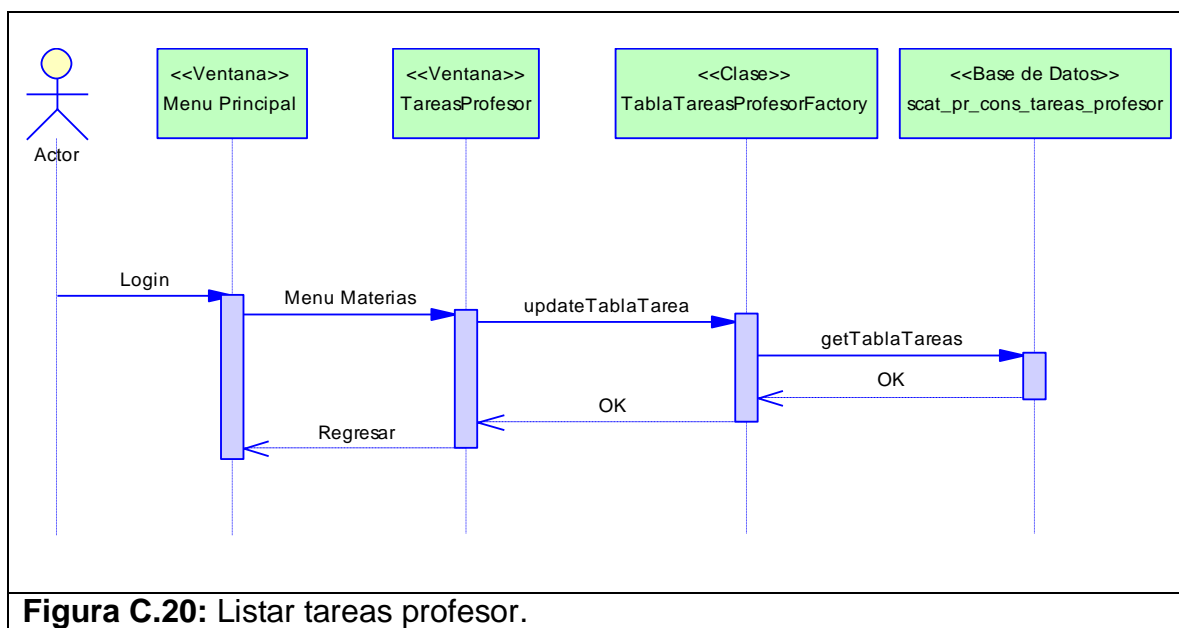 <<Ventana>>
Menu Principal
<<Ventana>>
TareasProfesor
<<Clase>>
TablaTareasProfesorFactory
<<Base de Datos>>
scat_pr_cons_tareas_profesor
Actor
Login
Menu Materias
updateTablaTarea
getTablaTareas
OK
OK
Regresar
Figura C.20: Listar tareas profesor.